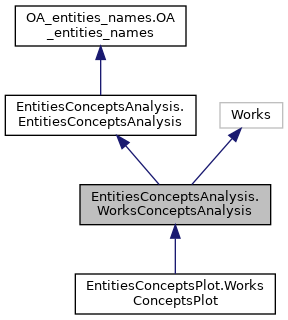 OA_entities_names.OA
_entities_names
EntitiesConceptsAnalysis.
EntitiesConceptsAnalysis
Works
EntitiesConceptsAnalysis.
WorksConceptsAnalysis
EntitiesConceptsPlot.Works
ConceptsPlot